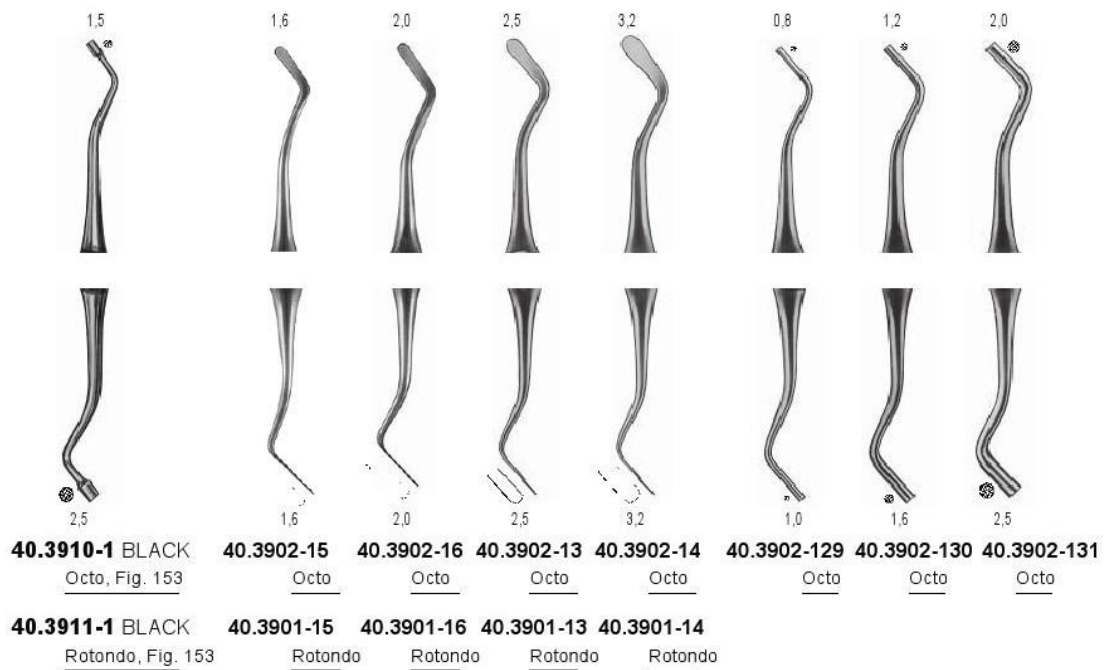 1,5 1,6 2,0 2,5 3,2 0,8 1,2 2,0
2,5 1,6 2,0 2,5 3,2 1,0 1,6 2,5
40.3910-1 BLACK 40.3902-15 40.3902-16 40.3902-13 40.3902-14 40.3902-129 40.3902-130 40.3902-131
Octo, Fig. 153 Octo Octo Octo Octo Octo Octo Octo
40.3911-1 BLACK 40.3901-15 40.3901-16 40.3901-13 40.3901-14
Rotondo, Fig. 153 Rotondo Rotondo Rotondo Rotondo